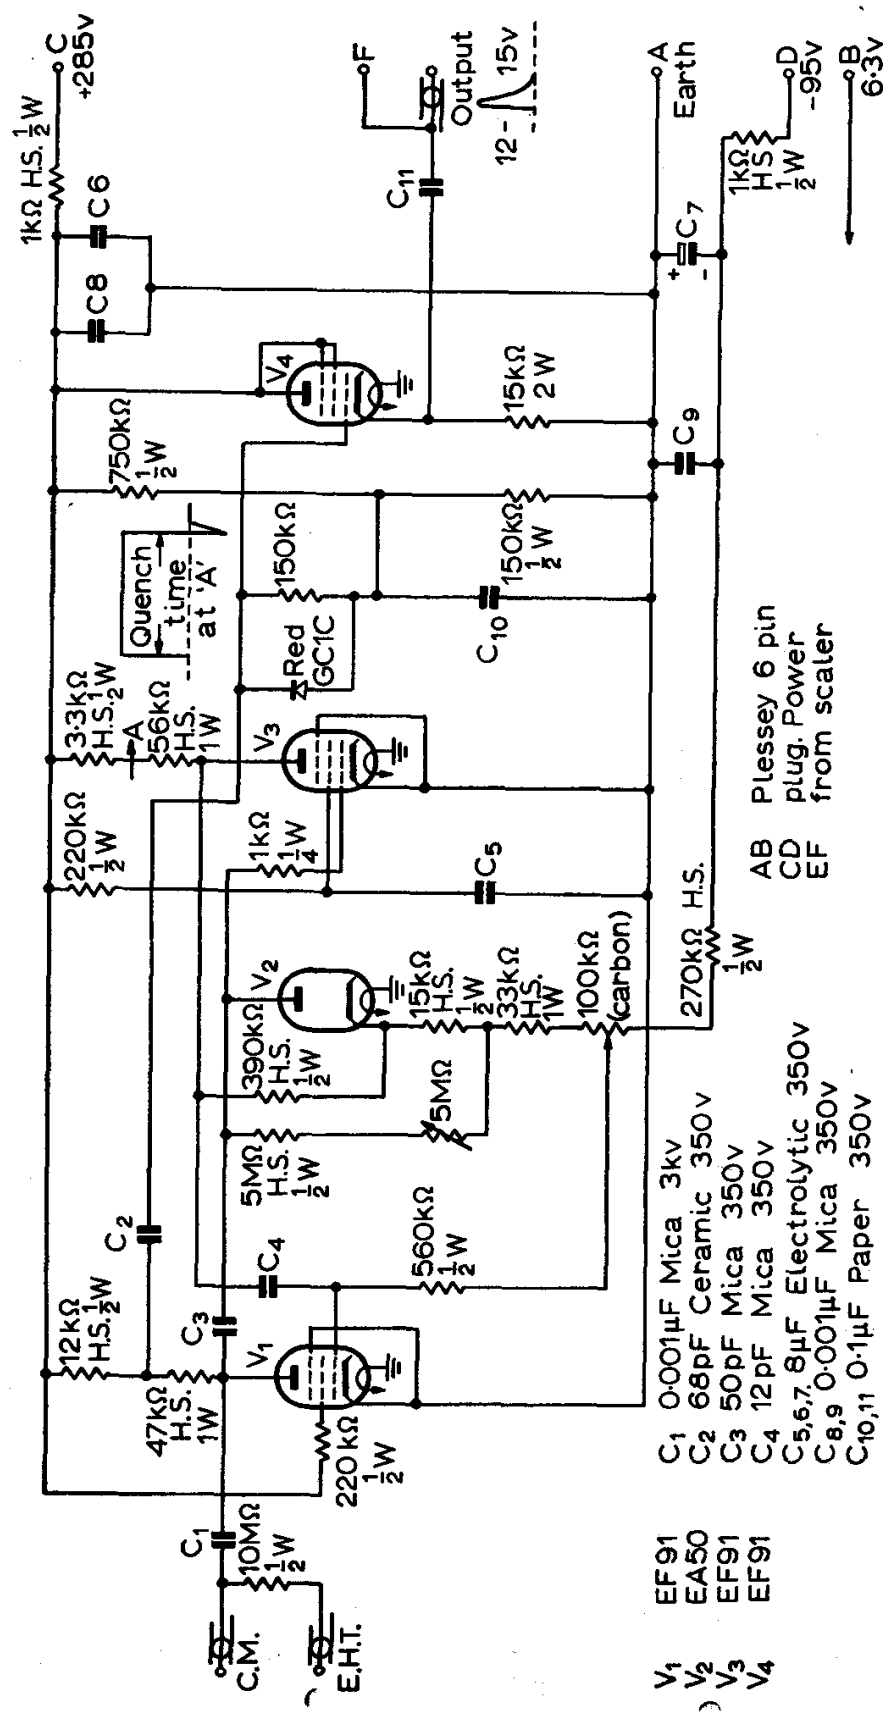 1kΩ H.S. ½W
C
+285v
C8
C6
750kΩ
½W
3·3kΩ
H.S. ½W
A
56kΩ
H.S.
1W
Quench
time
at 'A'
220kΩ
½W
12kΩ
H.S. ½W
C2
47kΩ
H.S.
1W
C3
V1
C1
10MΩ
½W
C.M.
E.H.T.
220kΩ
½W
C4
560kΩ
½W
5MΩ
H.S.
½W
5MΩ
390kΩ
H.S.
½W
V2
15kΩ
H.S.
½W
33kΩ
H.S.
1W
100kΩ
(carbon)
270kΩ H.S.
½W
1kΩ
¼W
C5
V3
Red
GC1C
150kΩ
C10
150kΩ
½W
V4
15kΩ
2W
C11
F
Output
12-15v
A
Earth
C9
+
C7
-
1kΩ
HS
½W
D
-95v
B
6·3v
V1 EF91
V2 EA50
V3 EF91
V4 EF91
C1 0·001μF Mica 3kv
C2 68pF Ceramic 350v
C3 50pF Mica 350v
C4 12pF Mica 350v
C5,6,7 8μF Electrolytic 350v
C8,9 0·001μF Mica 350v
C10,11 0·1μF Paper 350v
AB Plessey 6 pin
CD plug. Power
EF from scaler